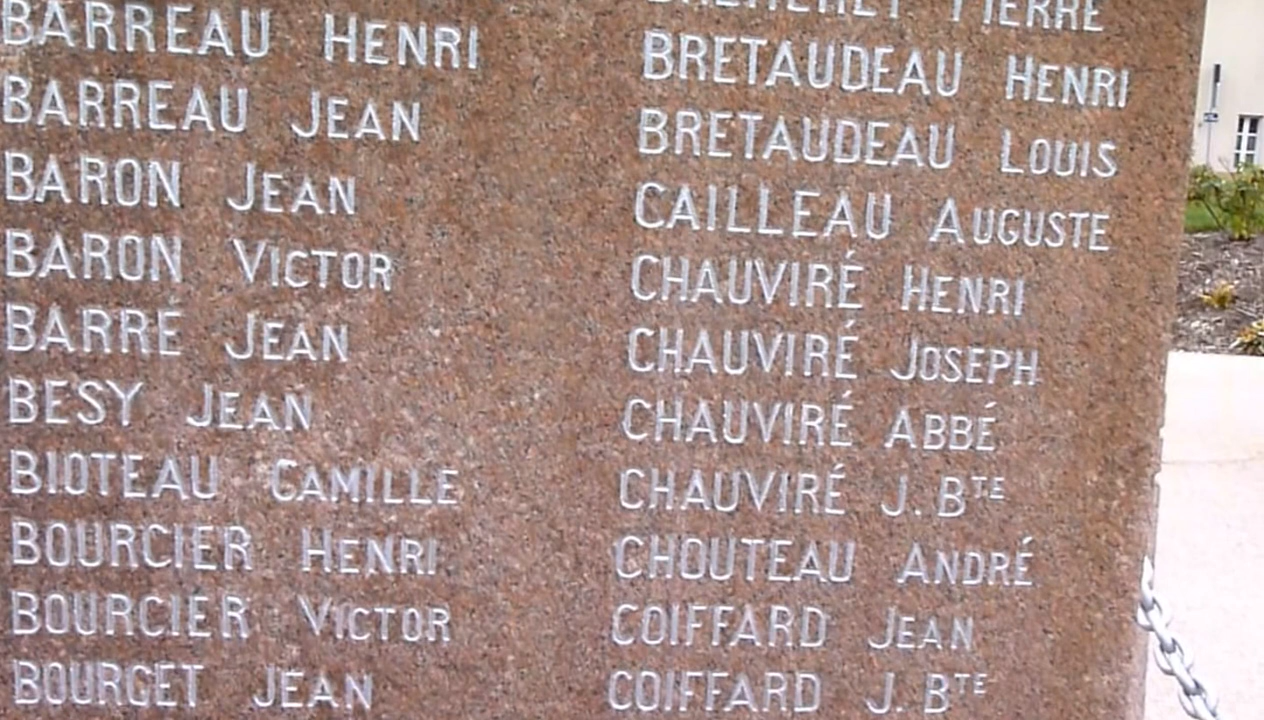 BARREAU HENRI
BARREAU JEAN
BARON JEAN
BARON VICTOR
BARRÉ JEAN
BESY JEAN
BIOTEAU CAMILLE
BOURCIER HENRI
BOURCIER VICTOR
BOURGET JEAN
PIERRE
BRETAUDEAU HENRI
BRETAUDEAU LOUIS
CAILLEAU AUGUSTE
CHAUVIRÉ HENRI
CHAUVIRÉ JOSEPH
CHAUVIRÉ ABBÉ
CHAUVIRÉ J. BTE
CHOUTEAU ANDRÉ
COIFFARD JEAN
COIFFARD J. BTE